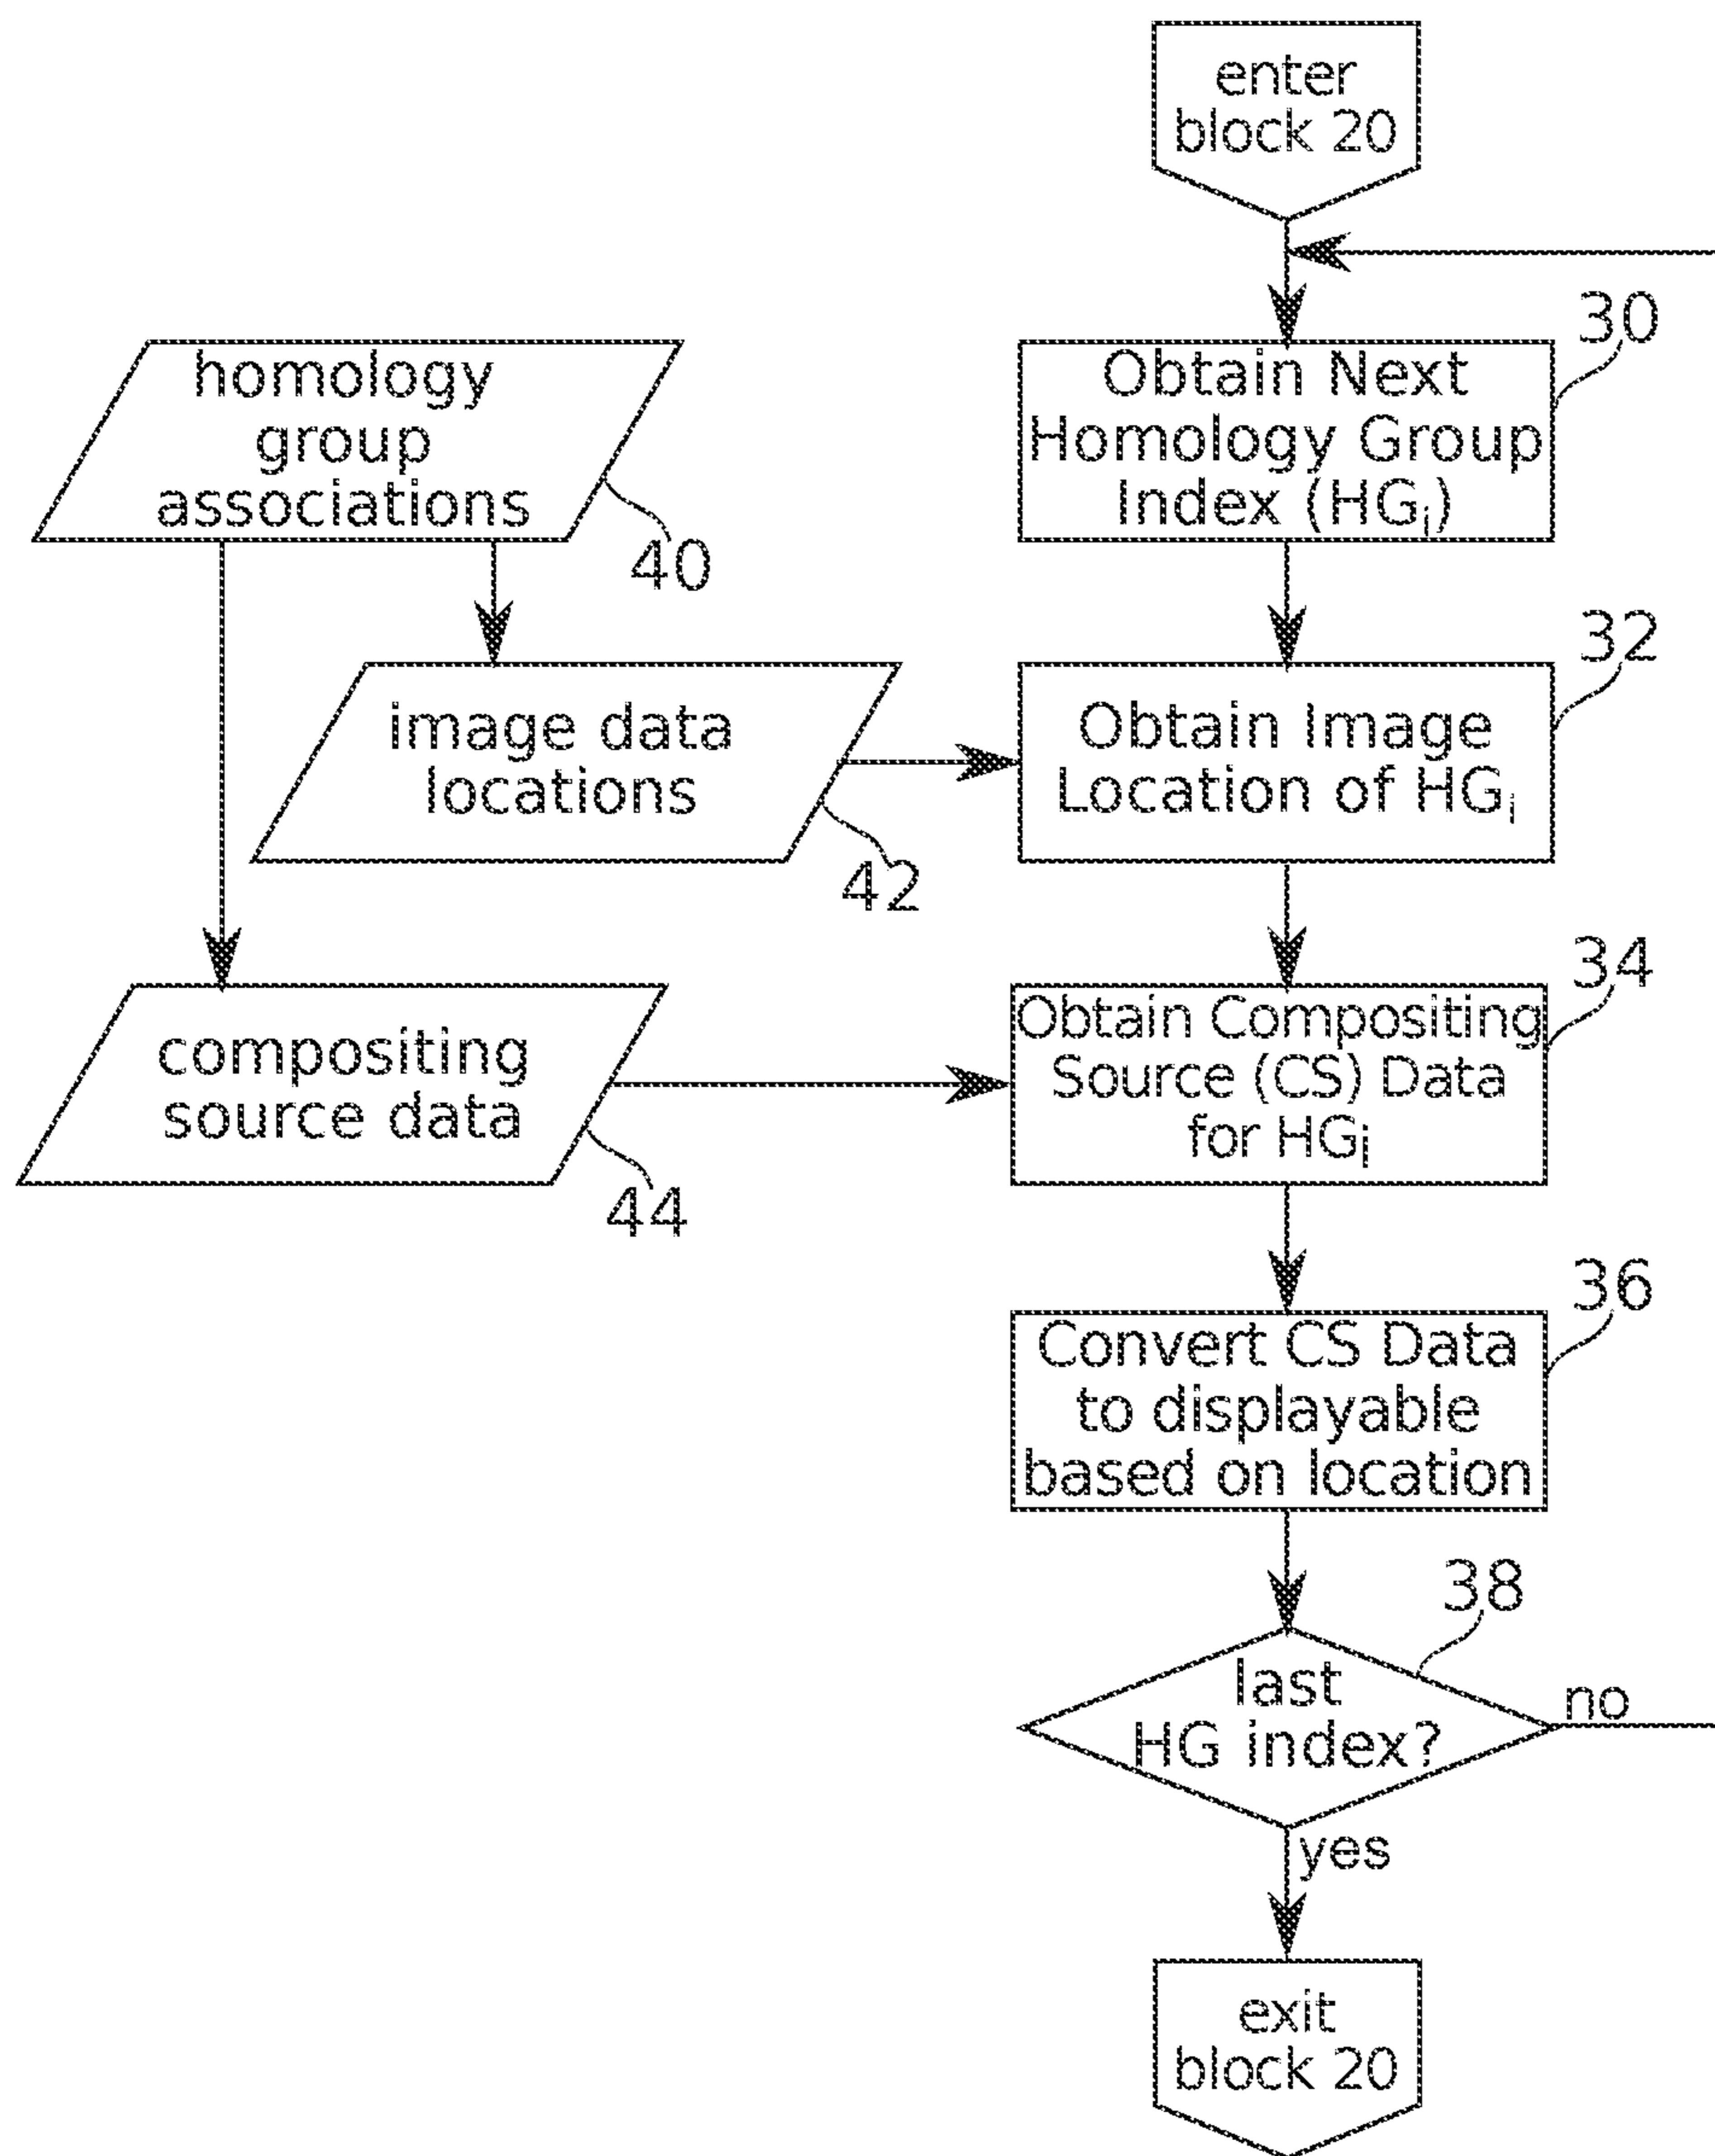 enter
block 20
30
Obtain Next
Homology Group
Index (HGi)
homology
group
associations
40
32
Obtain Image
Location of HGi
image data
locations
42
34
Obtain Compositing
Source (CS) Data
for HGi
compositing
source data
44
36
Convert CS Data
to displayable
based on location
38
last
HG index?
no
yes
exit
block 20